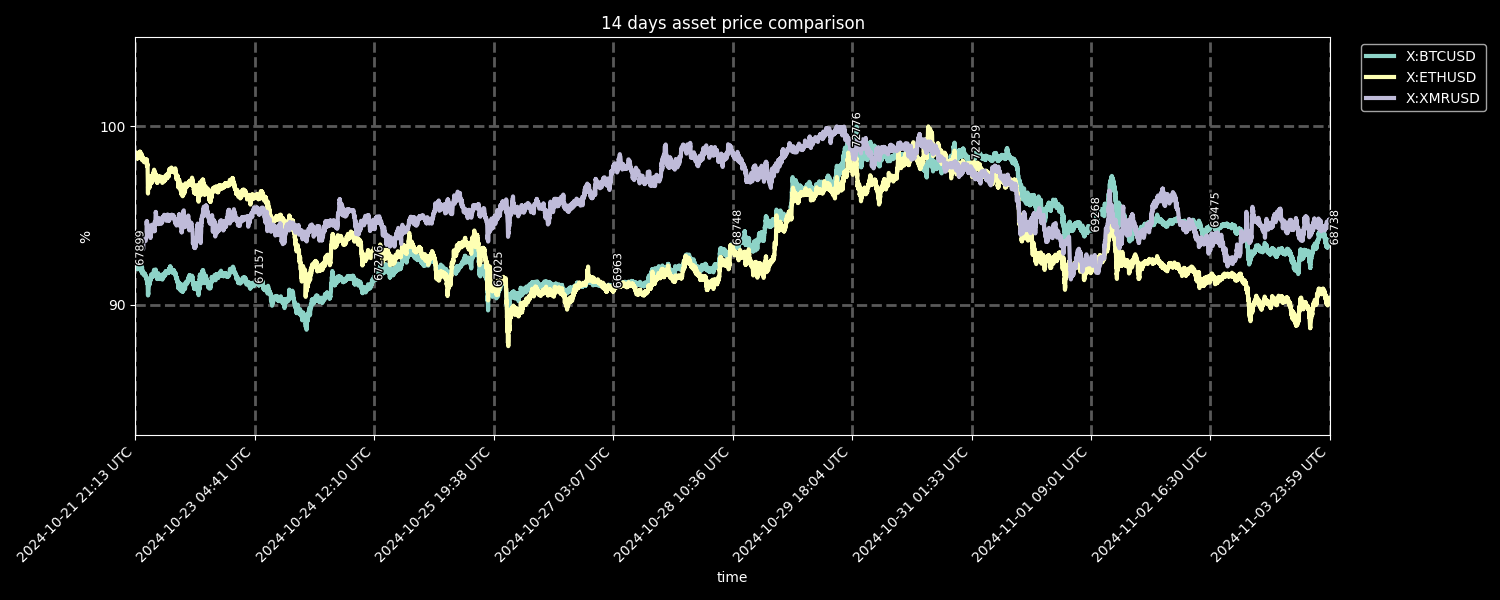 14 days asset price comparison
X:BTCUSD
X:ETHUSD
X:XMRUSD
100
90
%
67899
67157
67276
67025
66963
68748
72776
72259
69268
69475
68738
2024-10-21 21:13 UTC
2024-10-23 04:41 UTC
2024-10-24 12:10 UTC
2024-10-25 19:38 UTC
2024-10-27 03:07 UTC
2024-10-28 10:36 UTC
2024-10-29 18:04 UTC
2024-10-31 01:33 UTC
2024-11-01 09:01 UTC
2024-11-02 16:30 UTC
2024-11-03 23:59 UTC
time